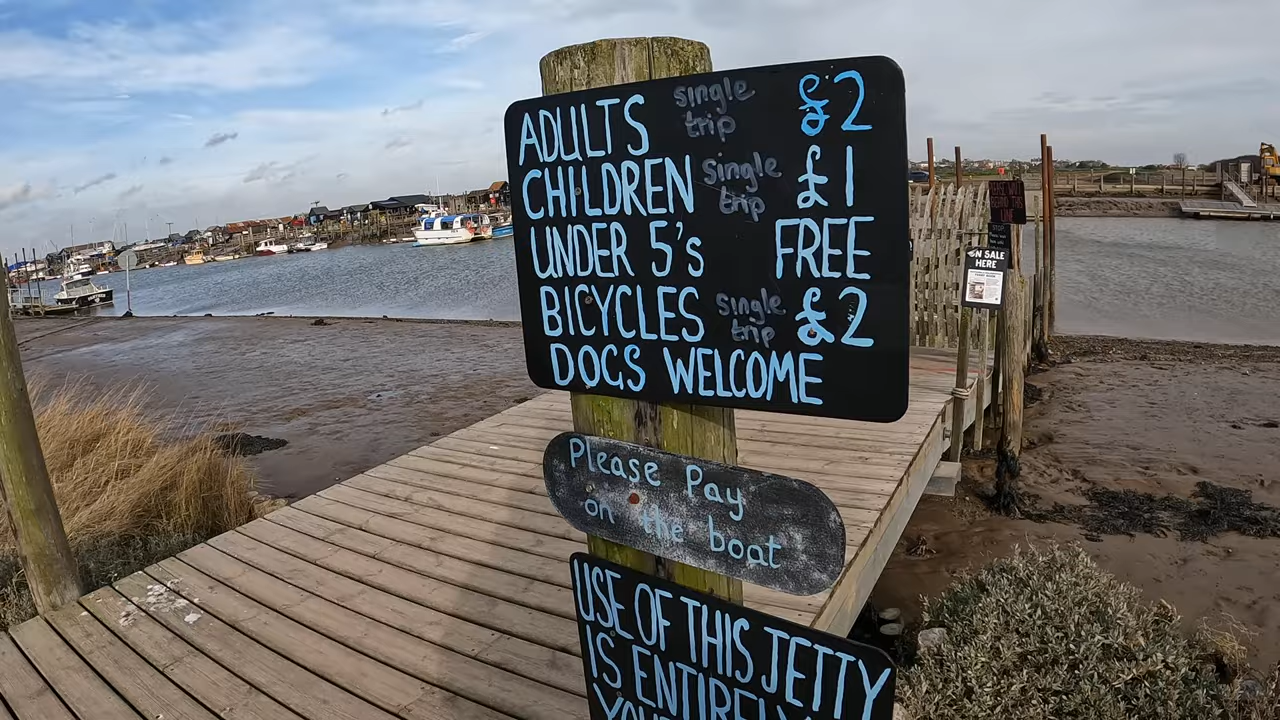 ADULTS single trip £2
CHILDREN single trip £1
UNDER 5's FREE
BICYCLES single trip £2
DOGS WELCOME
Please Pay
on the boat
USE OF THIS JETTY
IS ENTIRELY
ON SALE
HERE